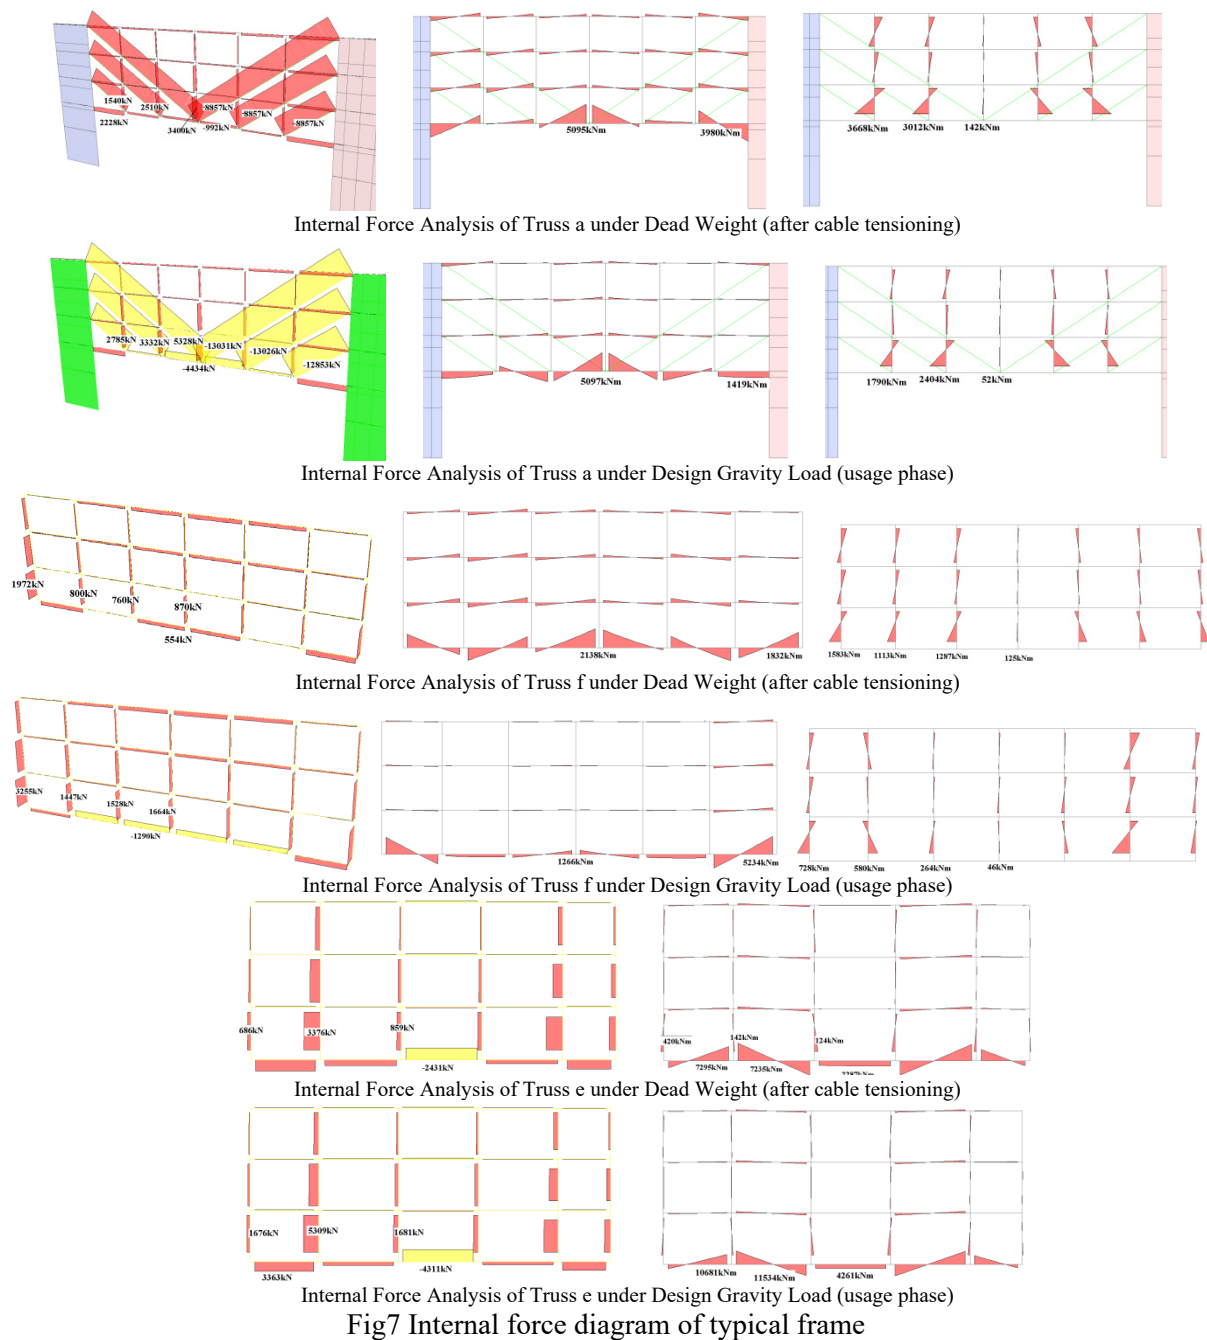 1540kN
2510kN
-8857kN
-8857kN
-8857kN
2228kN
3400kN
-992kN
5095kNm
3980kNm
3668kNm
3012kNm
142kNm
Internal Force Analysis of Truss a under Dead Weight (after cable tensioning)
2785kN
3332kN
5328kN
-13031kN
-13026kN
-12853kN
-4434kN
5097kNm
1419kNm
1790kNm
2404kNm
52kNm
Internal Force Analysis of Truss a under Design Gravity Load (usage phase)
1972kN
800kN
760kN
870kN
554kN
2138kNm
1832kNm
1583kNm
1113kNm
1287kNm
125kNm
Internal Force Analysis of Truss f under Dead Weight (after cable tensioning)
3255kN
1447kN
1528kN
1664kN
-1290kN
1266kNm
5234kNm
728kNm
580kNm
264kNm
46kNm
Internal Force Analysis of Truss f under Design Gravity Load (usage phase)
686kN
3376kN
859kN
-2431kN
420kNm
142kNm
124kNm
7295kNm
7235kNm
Internal Force Analysis of Truss e under Dead Weight (after cable tensioning)
1676kN
5309kN
1681kN
3363kN
-4311kN
10681kNm
11534kNm
4261kNm
Internal Force Analysis of Truss e under Design Gravity Load (usage phase)
Fig7 Internal force diagram of typical frame